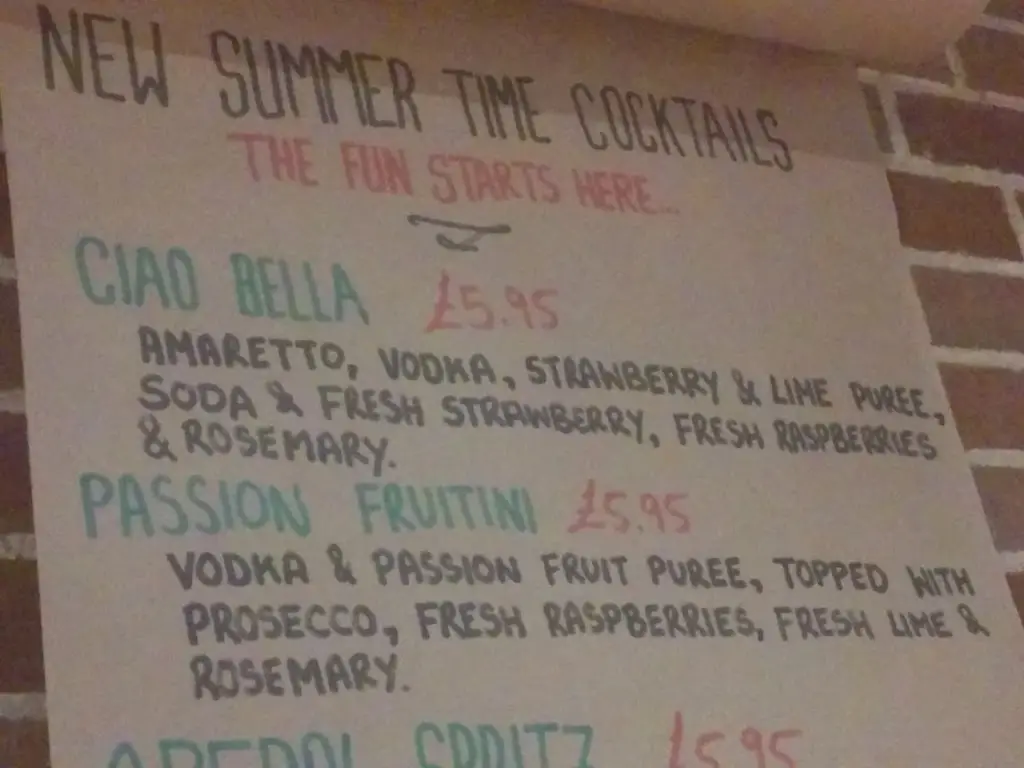 NEW SUMMER TIME COCKTAILS
THE FUN STARTS HERE...
CIAO BELLA £5.95
AMARETTO, VODKA, STRAWBERRY & LIME PUREE,
SODA & FRESH STRAWBERRY, FRESH RASPBERRIES
& ROSEMARY.
PASSION FRUITINI £5.95
VODKA & PASSION FRUIT PUREE, TOPPED WITH
PROSECCO, FRESH RASPBERRIES, FRESH LIME &
ROSEMARY.
APEROL SPRITZ £5.95